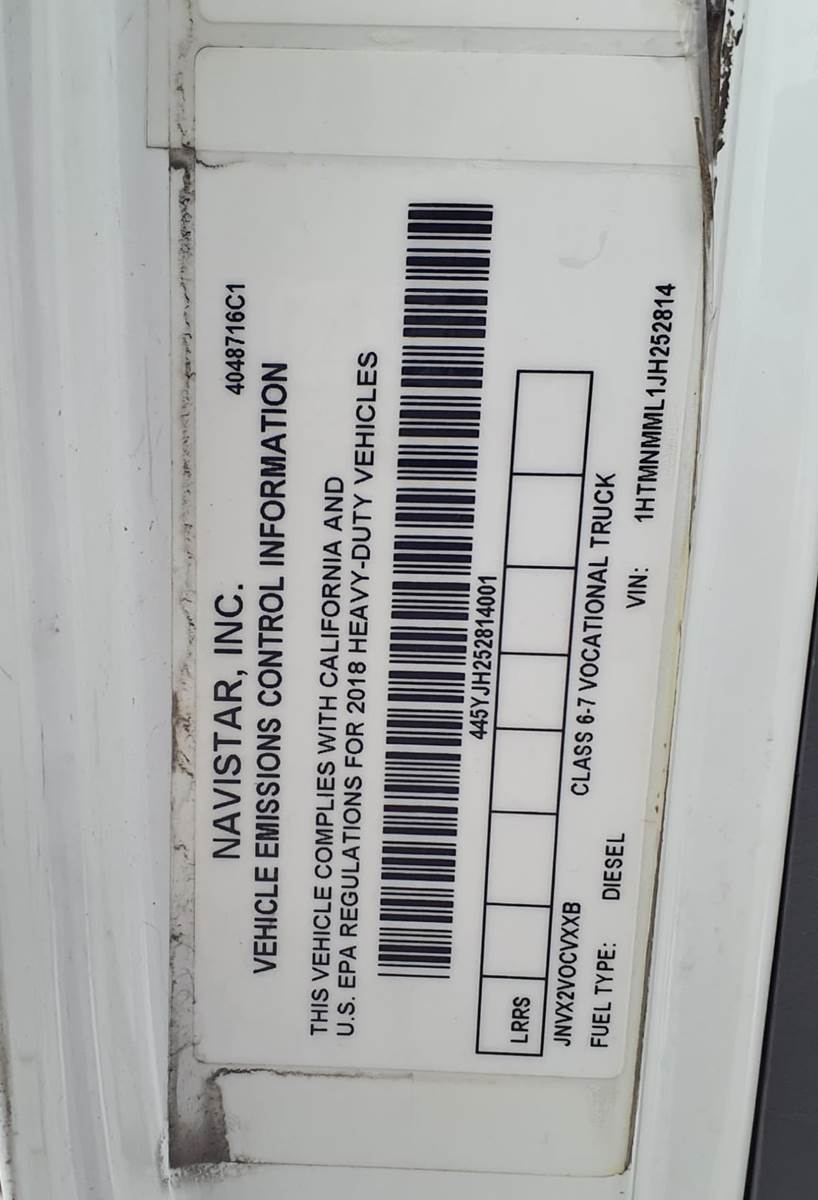 NAVISTAR, INC. 4048716C1
VEHICLE EMISSIONS CONTROL INFORMATION
THIS VEHICLE COMPLIES WITH CALIFORNIA AND
U.S. EPA REGULATIONS FOR 2018 HEAVY-DUTY VEHICLES
445YJH252814001
LRRS
JNVX2VOCVXXB CLASS 6-7 VOCATIONAL TRUCK
FUEL TYPE: DIESEL VIN: 1HTMNMML1JH252814